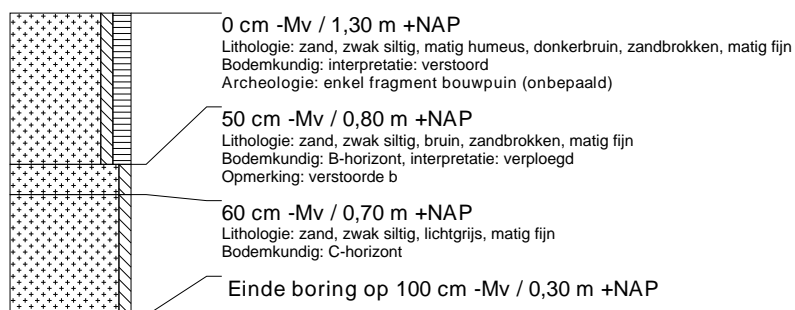 0 cm -Mv / 1,30 m +NAP
Lithologie: zand, zwak siltig, matig humeus, donkerbruin, zandbrokken, matig fijn
Bodemkundig: interpretatie: verstoord
Archeologie: enkel fragment bouwpuin (onbepaald)
50 cm -Mv / 0,80 m +NAP
Lithologie: zand, zwak siltig, bruin, zandbrokken, matig fijn
Bodemkundig: B-horizont, interpretatie: verploegd
Opmerking: verstoorde b
60 cm -Mv / 0,70 m +NAP
Lithologie: zand, zwak siltig, lichtgrijs, matig fijn
Bodemkundig: C-horizont
Einde boring op 100 cm -Mv / 0,30 m +NAP